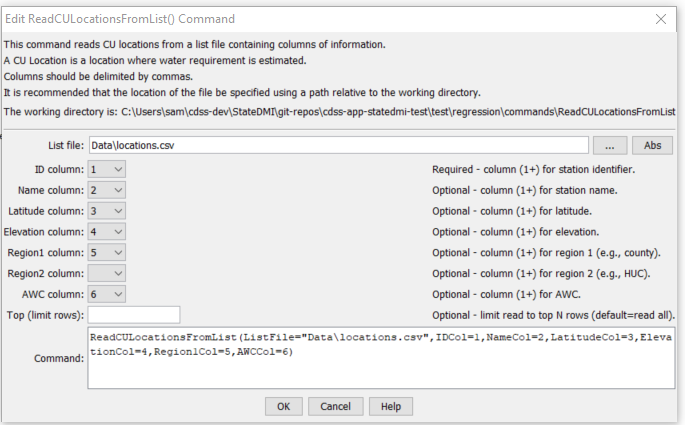 Edit ReadCULocationsFromList() Command
This command reads CU locations from a list file containing columns of information.
A CU Location is a location where water requirement is estimated.
Columns should be delimited by commas.
It is recommended that the location of the file be specified using a path relative to the working directory.
The working directory is: C:\Users\sam\cdss-dev\StateDMI\git-repos\cdss-app-statedmi-test\test\regression\commands\ReadCULocationsFromList
List file: Data\locations.csv ... Abs
ID column: 1 Required - column (1+) for station identifier.
Name column: 2 Optional - column (1+) for station name.
Latitude column: 3 Optional - column (1+) for latitude.
Elevation column: 4 Optional - column (1+) for elevation.
Region1 column: 5 Optional - column (1+) for region 1 (e.g., county).
Region2 column: Optional - column (1+) for region 2 (e.g., HUC).
AWC column: 6 Optional - column (1+) for AWC.
Top (limit rows): Optional - limit read to top N rows (default=read all).
Command: ReadCULocationsFromList(ListFile="Data\locations.csv",IDCol=1,NameCol=2,LatitudeCol=3,Eleva
tionCol=4,Region1Col=5,AWCCol=6)
OK Cancel Help